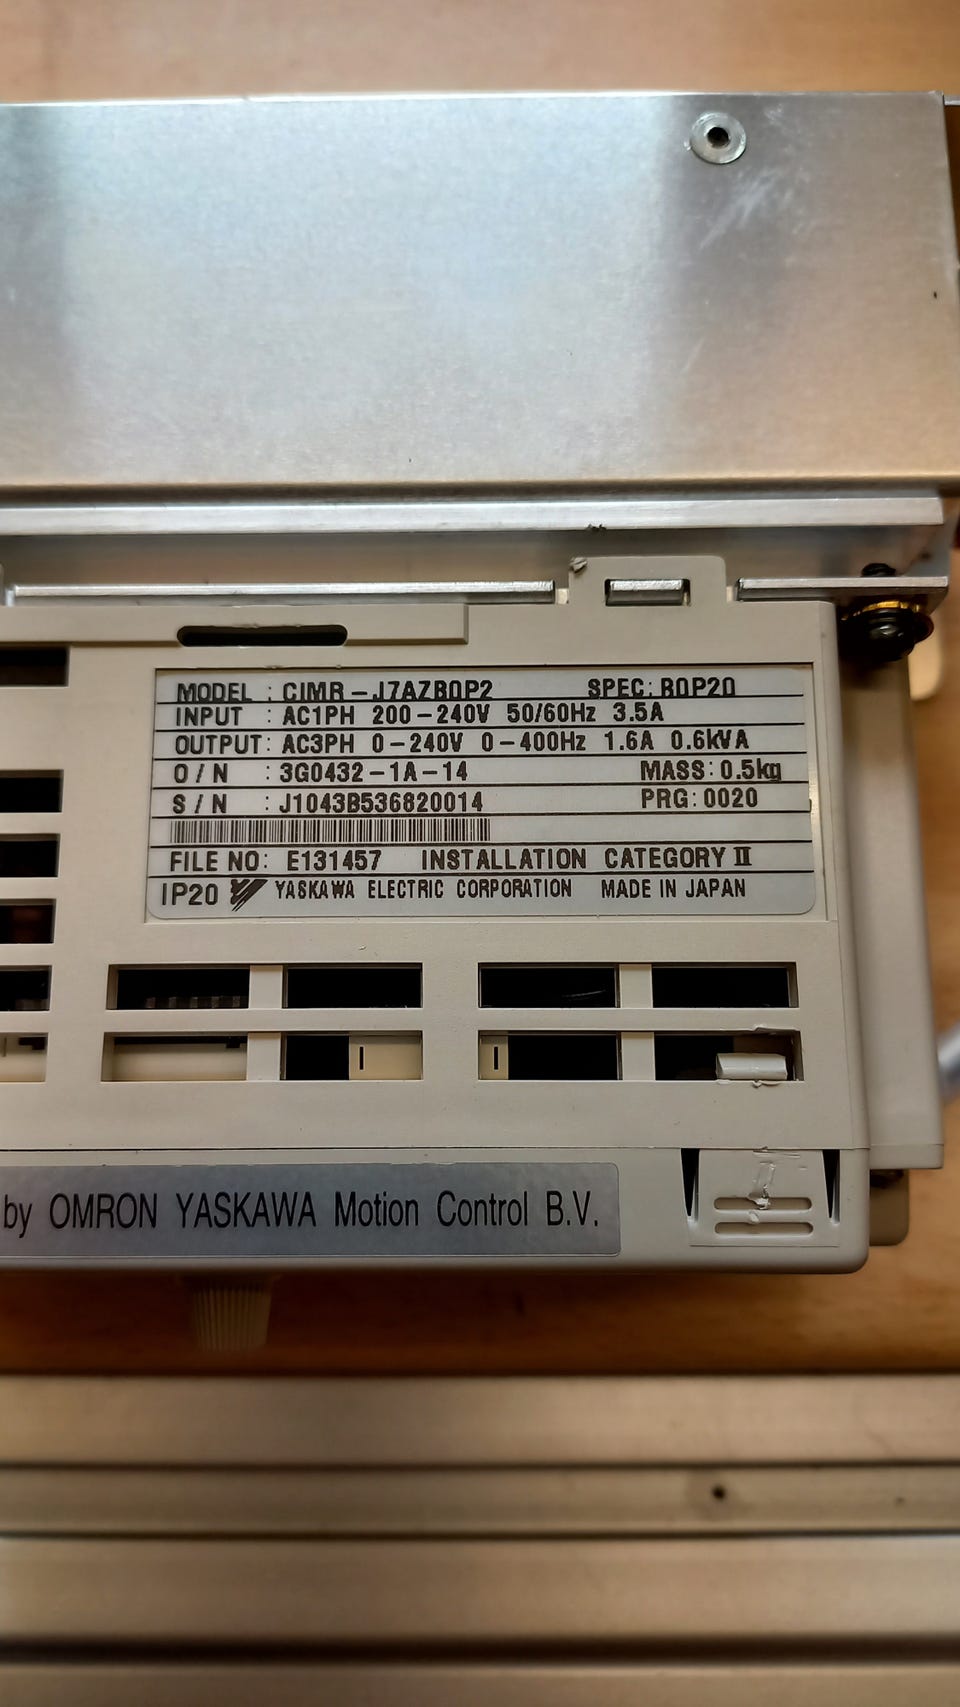 MODEL : CIMR-J7AZB0P2 SPEC: B0P20
INPUT : AC1PH 200-240V 50/60Hz 3.5A
OUTPUT: AC3PH 0-240V 0-400Hz 1.6A 0.6kVA
O/N : 3G0432-1A-14 MASS: 0.5kg
S/N : J1043B536820014 PRG: 0020
FILE NO: E131457 INSTALLATION CATEGORY II
IP20 YASKAWA ELECTRIC CORPORATION MADE IN JAPAN
by OMRON YASKAWA Motion Control B.V.